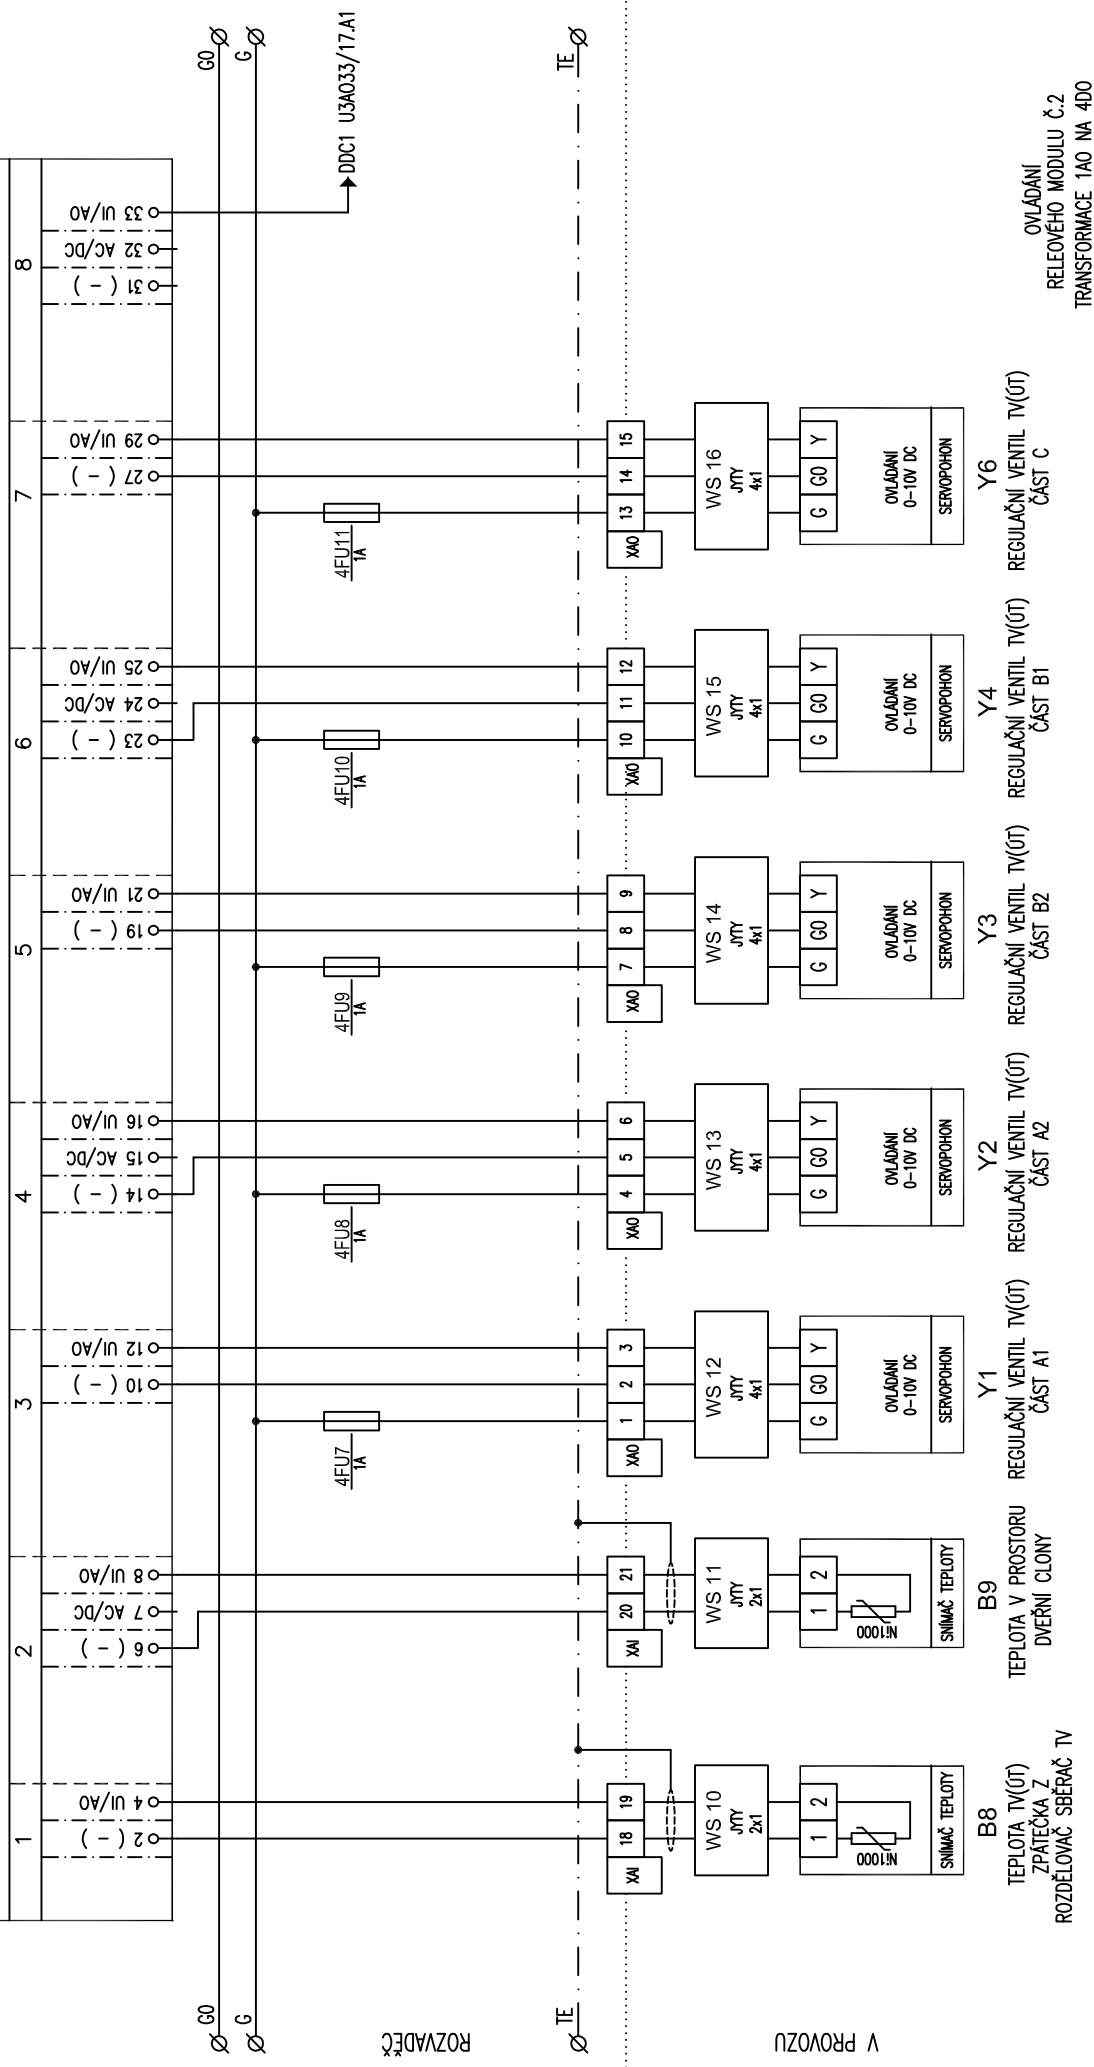 1
2
3
4
5
6
7
8
2 ( - )
4 UI/AO
6 ( - )
7 AC/DC
8 UI/AO
10 ( - )
12 UI/AO
14 ( - )
15 AC/DC
16 UI/AO
19 ( - )
21 UI/AO
23 ( - )
24 AC/DC
25 UI/AO
27 ( - )
29 UI/AO
31 ( - )
32 AC/DC
33 UI/AO
G0
G0
G
G
DDC1 U3AO33/17.A1
ROZVADĚČ
4FU7
1A
4FU8
1A
4FU9
1A
4FU10
1A
4FU11
1A
TE
TE
XAI 18 19
XAI 20 21
XAO 1 2 3
XAO 4 5 6
XAO 7 8 9
XAO 10 11 12
XAO 13 14 15
V PROVOZU
WS 10
JYTY
2x1
WS 11
JYTY
2x1
WS 12
JYTY
4x1
WS 13
JYTY
4x1
WS 14
JYTY
4x1
WS 15
JYTY
4x1
WS 16
JYTY
4x1
1 2
Ni1000
SNÍMAČ TEPLOTY
B8
TEPLOTA TV(ÚT)
ZPÁTEČKA Z
ROZDĚLOVAČ SBĚRAČ TV
1 2
Ni1000
SNÍMAČ TEPLOTY
B9
TEPLOTA V PROSTORU
DVEŘNÍ CLONY
G G0 Y
OVLÁDÁNÍ
0-10V DC
SERVOPOHON
Y1
REGULAČNÍ VENTIL TV(ÚT)
ČÁST A1
G G0 Y
OVLÁDÁNÍ
0-10V DC
SERVOPOHON
Y2
REGULAČNÍ VENTIL TV(ÚT)
ČÁST A2
G G0 Y
OVLÁDÁNÍ
0-10V DC
SERVOPOHON
Y3
REGULAČNÍ VENTIL TV(ÚT)
ČÁST B2
G G0 Y
OVLÁDÁNÍ
0-10V DC
SERVOPOHON
Y4
REGULAČNÍ VENTIL TV(ÚT)
ČÁST B1
G G0 Y
OVLÁDÁNÍ
0-10V DC
SERVOPOHON
Y6
REGULAČNÍ VENTIL TV(ÚT)
ČÁST C
OVLÁDÁNÍ
RELEOVÉHO MODULU Č.2
TRANSFORMACE 1AO NA 4DO